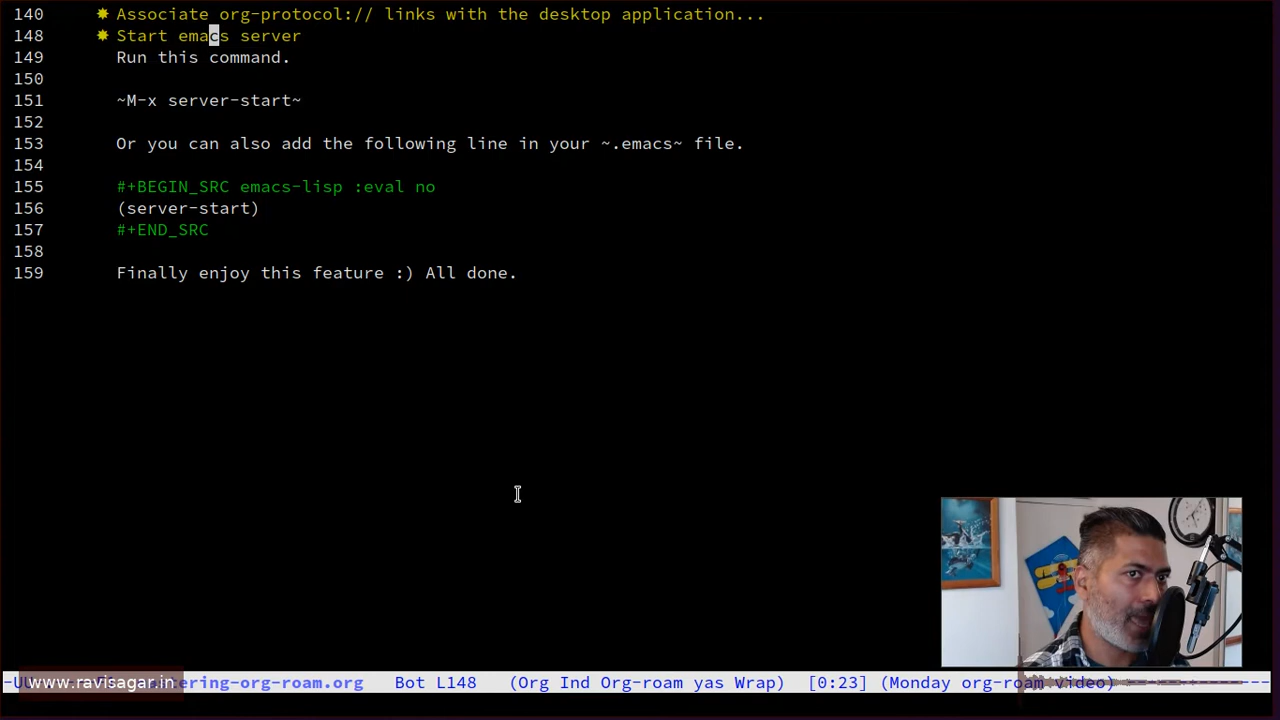 140 ✸ Associate org-protocol:// links with the desktop application...
148 ✸ Start emacs server
149 Run this command.
150
151 ~M-x server-start~
152
153 Or you can also add the following line in your ~.emacs~ file.
154
155 #+BEGIN_SRC emacs-lisp :eval no
156 (server-start)
157 #+END_SRC
158
159 Finally enjoy this feature :) All done.
www.ravisagar.in
tering-org-roam.org Bot L148 (Org Ind Org-roam yas Wrap) [0:23] (Monday org-roam video)